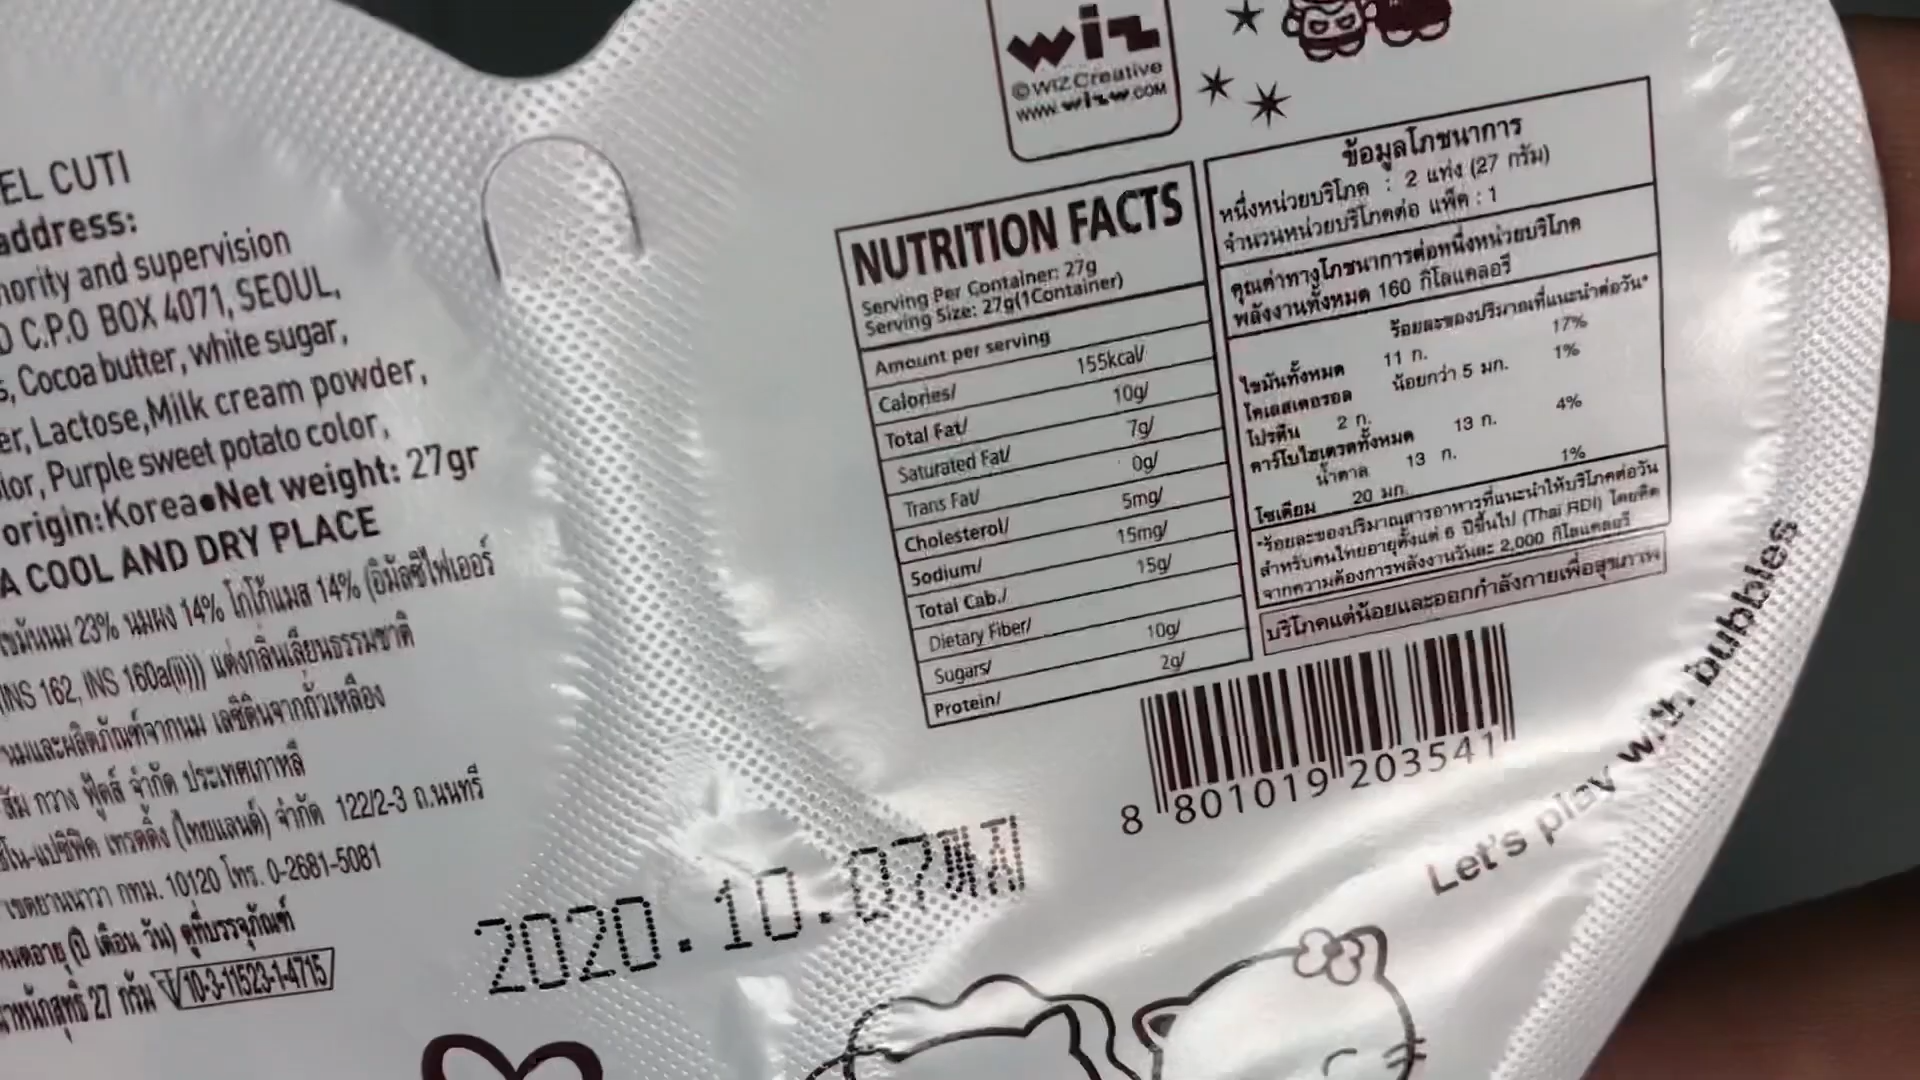 EL CUTI
address:
hority and supervision
D C.P.O BOX 4071, SEOUL,
s, Cocoa butter, white sugar,
er, Lactose, Milk cream powder,
lor, Purple sweet potato color,
origin: Korea●Net weight: 27gr
A COOL AND DRY PLACE
ไขมันนม 23% นมผง 14% โกโก้แมส 14% (อิมัลซิไฟเออร์
(INS 162, INS 160a(ii))) แต่งกลิ่นเลียนธรรมชาติ
นมและผลิตภัณฑ์จากนม เลซิตินจากถั่วเหลือง
ซัม กวาง ฟู้ดส์ จำกัด ประเทศเกาหลี
ชิโน-แปซิฟิค เทรดดิ้ง (ไทยแลนด์) จำกัด 122/2-3 ถ.นนทรี
เขตยานนาวา กทม. 10120 โทร. 0-2681-5081
หมดอายุ (ปี เดือน วัน) ดูที่บรรจุภัณฑ์
น้ำหนักสุทธิ 27 กรัม 10-3-11523-1-4715
wiz
©WIZ Creative
www.wizw.com
NUTRITION FACTS
Serving Per Container: 27g
Serving Size: 27g(1Container)
Amount per serving
Calories/ 155kcal/
Total Fat/ 10g/
Saturated Fat/ 7g/
Trans Fat/ 0g/
Cholesterol/ 5mg/
Sodium/ 15mg/
Total Cab./ 15g/
Dietary Fiber/
Sugars/ 10g/
Protein/ 2g/
ข้อมูลโภชนาการ
หนึ่งหน่วยบริโภค : 2 แท่ง (27 กรัม)
จำนวนหน่วยบริโภคต่อ แพ็ค : 1
คุณค่าทางโภชนาการต่อหนึ่งหน่วยบริโภค
พลังงานทั้งหมด 160 กิโลแคลอรี
ร้อยละของปริมาณที่แนะนำต่อวัน*
ไขมันทั้งหมด 11 ก. 17%
โคเลสเตอรอล น้อยกว่า 5 มก. 1%
โปรตีน 2 ก.
คาร์โบไฮเดรตทั้งหมด 13 ก. 4%
น้ำตาล 13 ก.
โซเดียม 20 มก. 1%
*ร้อยละของปริมาณสารอาหารที่แนะนำให้บริโภคต่อวัน
สำหรับคนไทยอายุตั้งแต่ 6 ปีขึ้นไป (Thai RDI) โดยคิด
จากความต้องการพลังงานวันละ 2,000 กิโลแคลอรี
บริโภคแต่น้อยและออกกำลังกายเพื่อสุขภาพ
8 801019 203541
Let's play with bubbles
2020.10.07까지